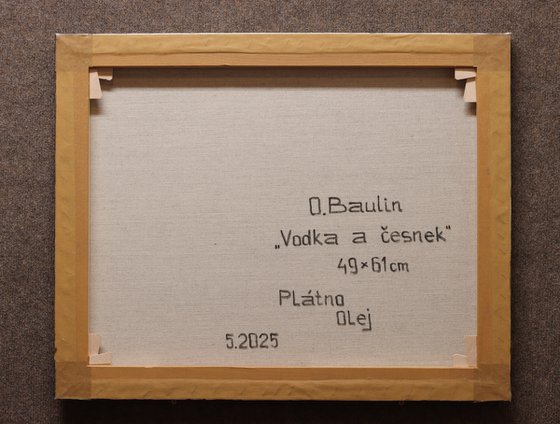 O.Baulin
„Vodka a česnek“
49×61cm
Plátno
Olej
5.2025